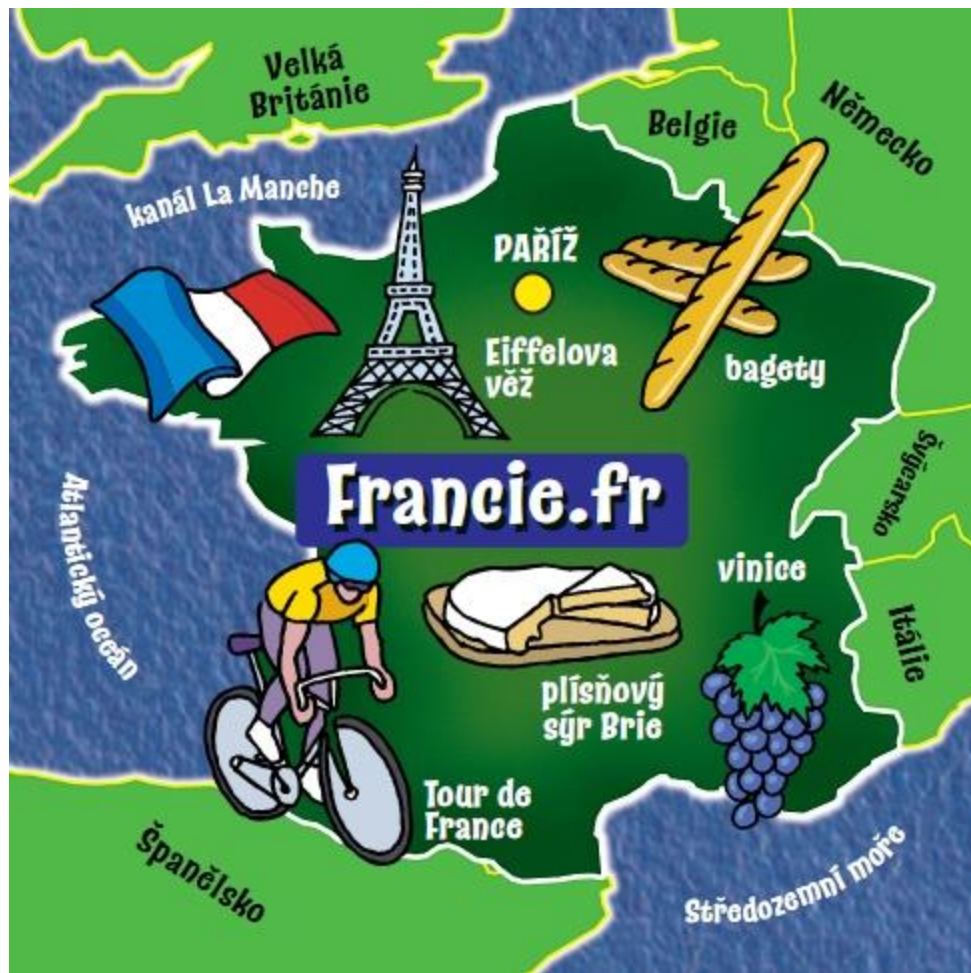 Velká
Británie
Belgie
Německo
kanál La Manche
PAŘÍŽ
Eiffelova
věž
bagety
Švýcarsko
Francie.fr
Atlantický oceán
vinice
Itálie
plísňový
sýr Brie
Tour de
France
Španělsko
Středozemní moře